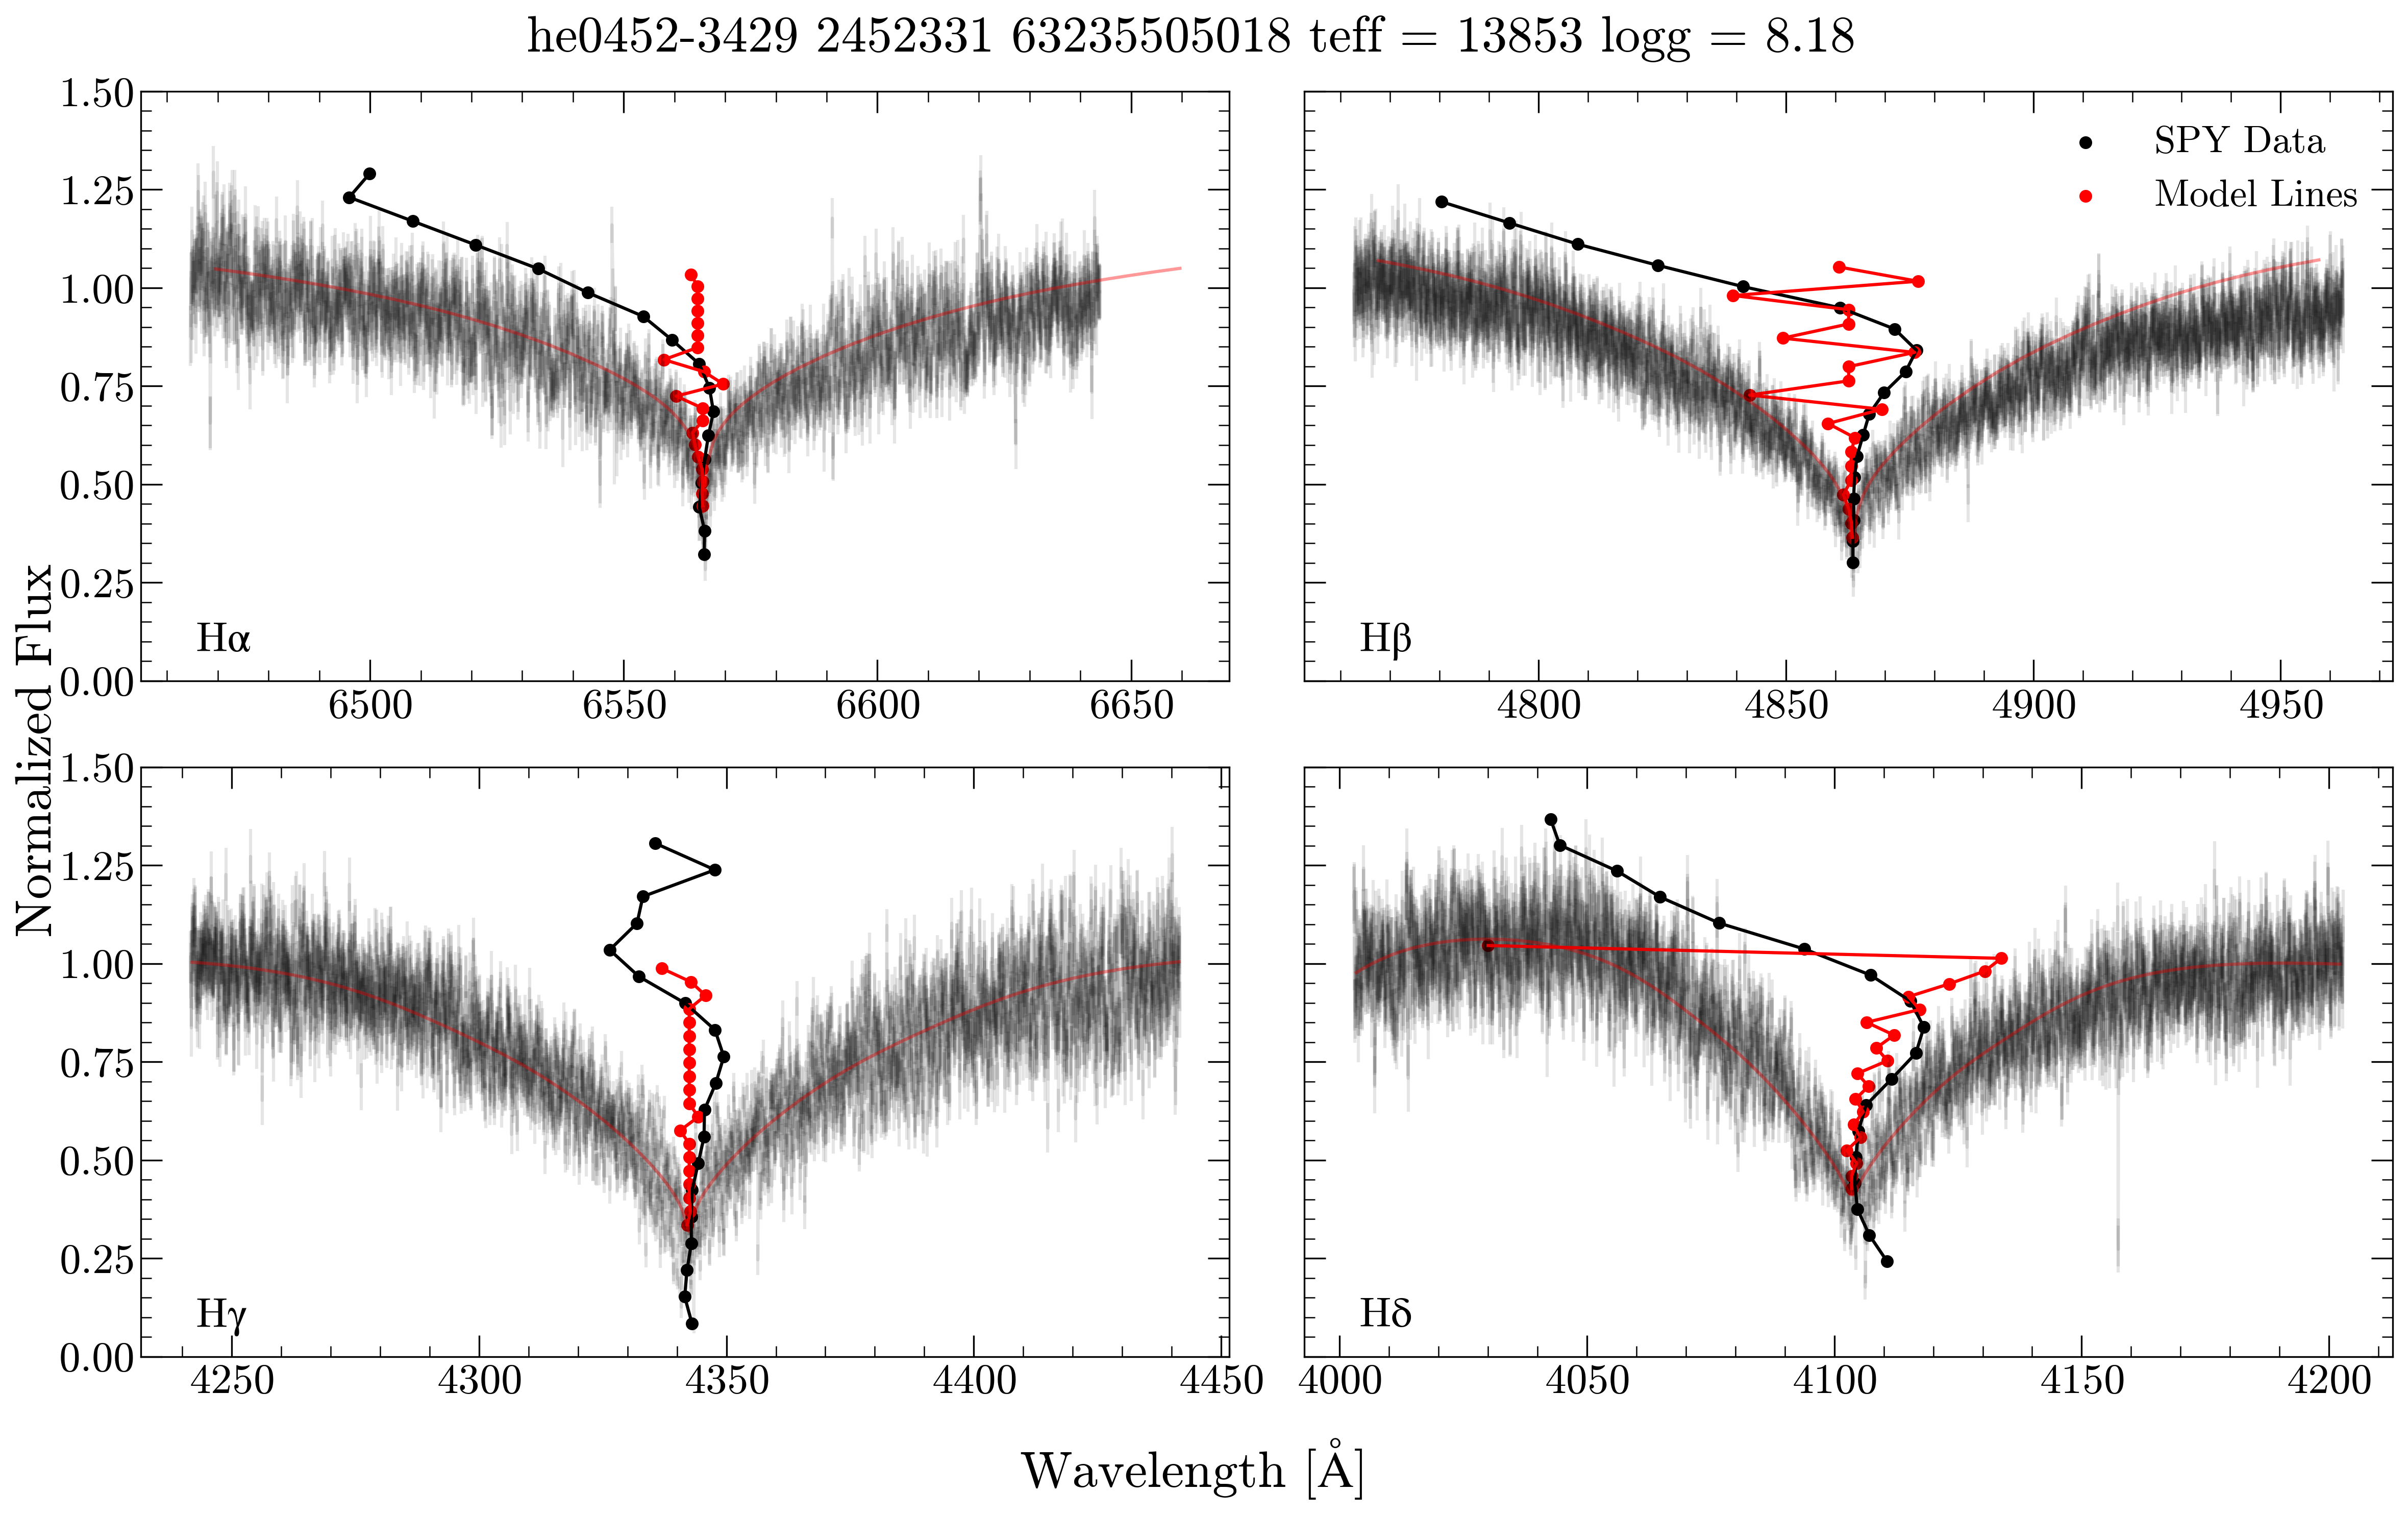 he0452-3429 2452331 63235505018 teff = 13853 logg = 8.18
Normalized Flux
1.50
1.25
1.00
0.75
0.50
0.25
0.00
Hα
6500 6550 6600 6650
SPY Data
Model Lines
Hβ
4800 4850 4900 4950
1.50
1.25
1.00
0.75
0.50
0.25
0.00
Hγ
4250 4300 4350 4400 4450
Hδ
4000 4050 4100 4150 4200
Wavelength [Å]